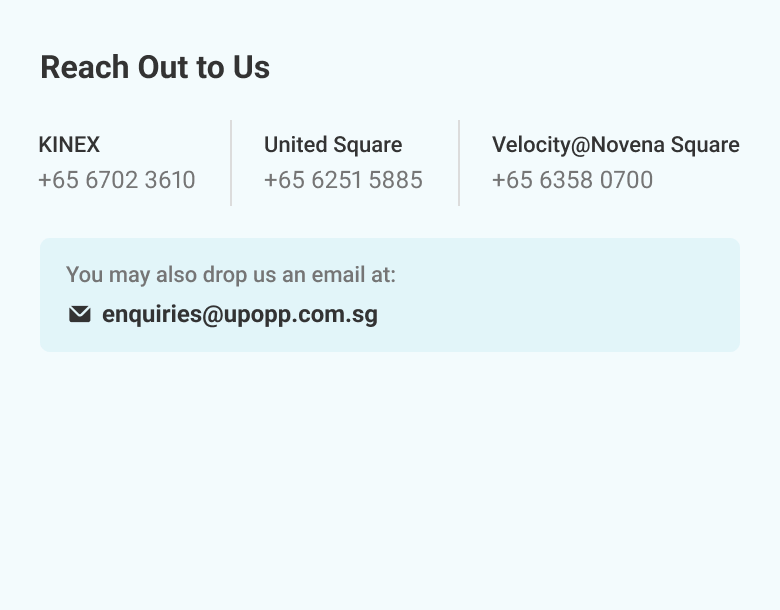 Reach Out to Us
KINEX
+65 6702 3610
United Square
+65 6251 5885
Velocity@Novena Square
+65 6358 0700
You may also drop us an email at:
enquiries@upopp.com.sg